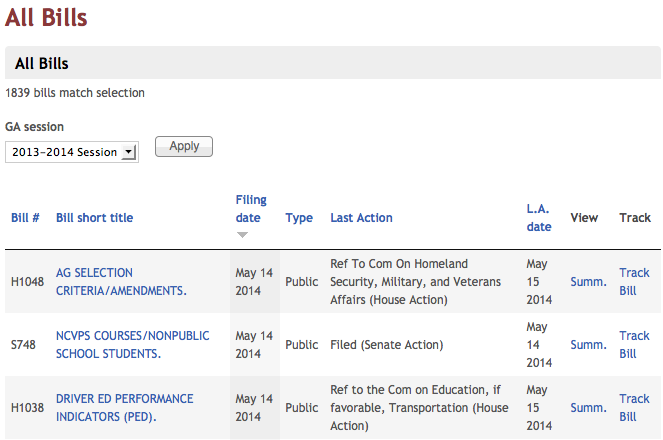 All Bills
All Bills
1839 bills match selection
GA session
2013-2014 Session
Apply
Bill #
Bill short title
Filing
date
Type
Last Action
L.A.
date
View
Track
H1048
AG SELECTION
CRITERIA/AMENDMENTS.
May 14
2014
Public
Ref To Com On Homeland
Security, Military, and Veterans
Affairs (House Action)
May
15
2014
Summ.
Track
Bill
S748
NCVPS COURSES/NONPUBLIC
SCHOOL STUDENTS.
May 14
2014
Public
Filed (Senate Action)
May
14
2014
Summ.
Track
Bill
H1038
DRIVER ED PERFORMANCE
INDICATORS (PED).
May 14
2014
Public
Ref to the Com on Education, if
favorable, Transportation (House
Action)
May
15
2014
Summ.
Track
Bill